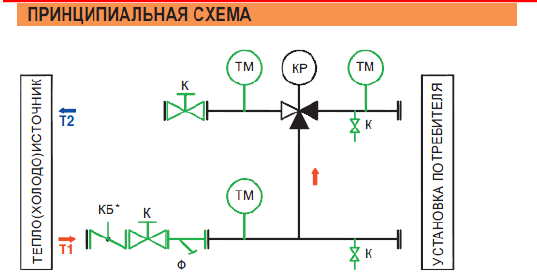 ПРИНЦИПИАЛЬНАЯ СХЕМА
ТЕПЛО(ХОЛОДО)ИСТОЧНИК
УСТАНОВКА ПОТРЕБИТЕЛЯ
ТМ
КР
ТМ
К
Т2
К
ТМ
КБ*
К
Т1
Ф
К